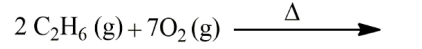 2 C₂H₆ (g) + 7O₂ (g) Δ⟶